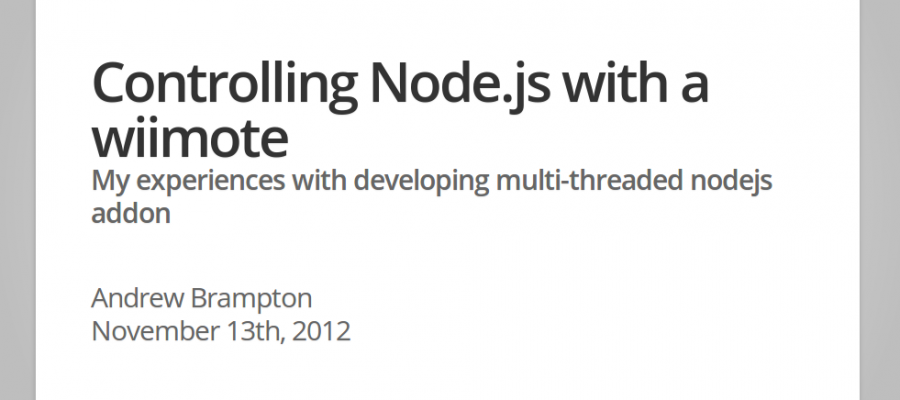 Controlling Node.js with a
wiimote
My experiences with developing multi-threaded nodejs
addon
Andrew Brampton
November 13th, 2012